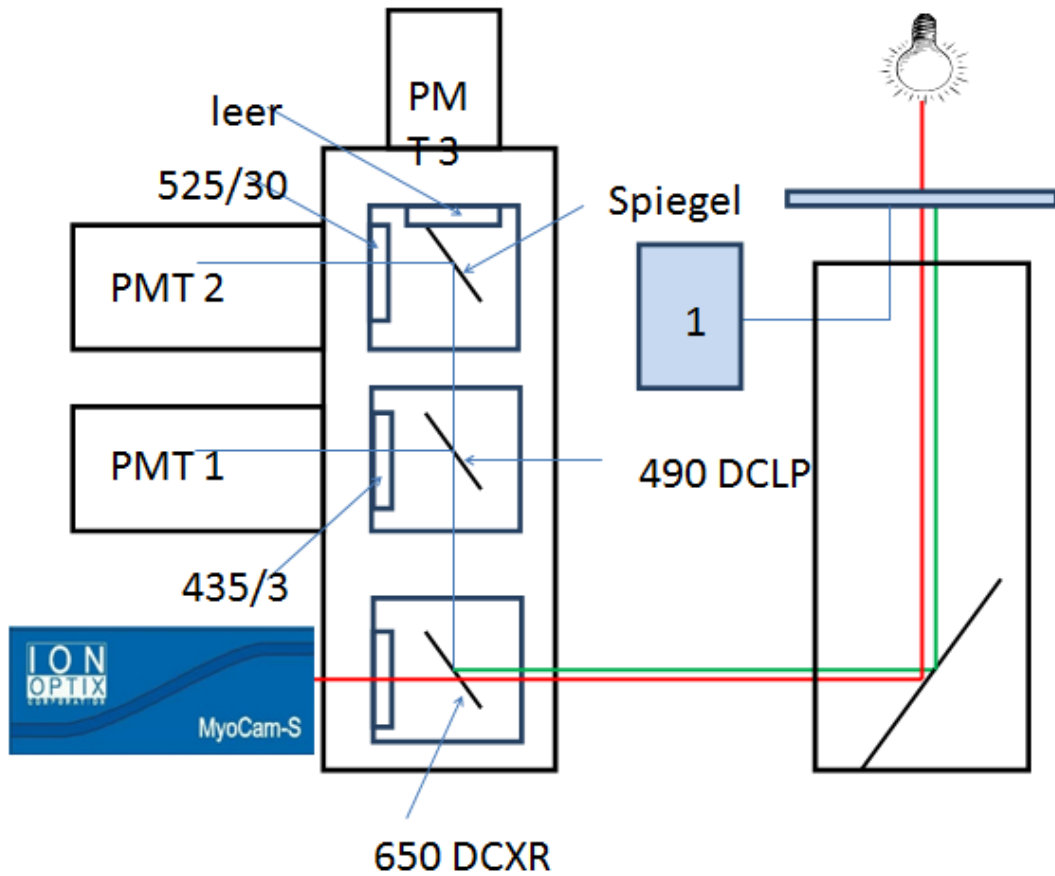 PM
T 3
leer
525/30
Spiegel
PMT 2
1
PMT 1
490 DCLP
435/3
ION
OPTIX
CORPORATION
MyoCam-S
650 DCXR